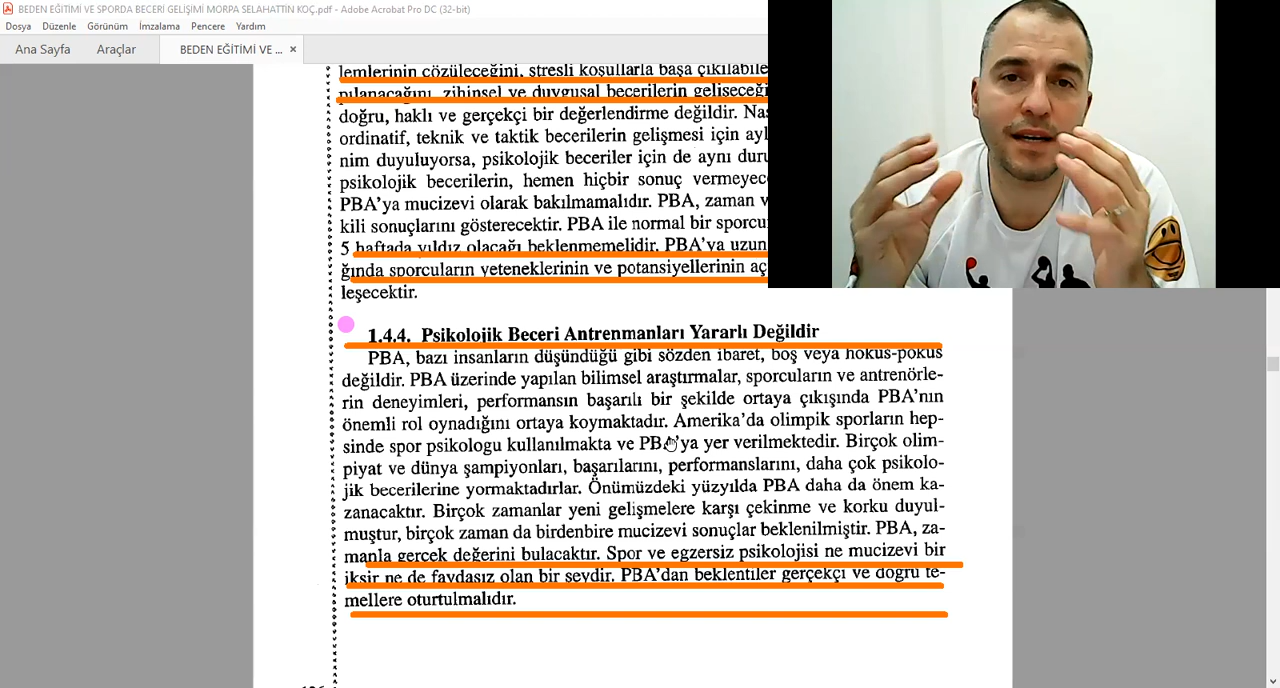 BEDEN EĞİTİMİ VE SPORDA BECERİ GELİŞİMİ MORPA SELAHATTIN KOÇ.pdf - Adobe Acrobat Pro DC (32-bit)
Dosya Düzenle Görünüm İmzalama Pencere Yardım
Ana Sayfa Araçlar BEDEN EĞİTİMİ VE ... ×
lemlerinin çözüleceğini, stresli koşullarla başa çıkılabile
pılanacağını, zihinsel ve duygusal becerilerin gelişeceği
doğru, haklı ve gerçekçi bir değerlendirme değildir. Nas
ordinatif, teknik ve taktik becerilerin gelişmesi için ayl
nim duyuluyorsa, psikolojik beceriler için de aynı duru
psikolojik becerilerin, hemen hiçbir sonuç vermeyece
PBA'ya mucizevi olarak bakılmamalıdır. PBA, zaman v
kili sonuçlarını gösterecektir. PBA ile normal bir sporcu
5 haftada yıldız olacağı beklenmemelidir. PBA'ya uzun
ğında sporcuların yeteneklerinin ve potansiyellerinin aç
leşecektir.
1.4.4. Psikolojik Beceri Antrenmanları Yararlı Değildir
PBA, bazı insanların düşündüğü gibi sözden ibaret, boş veya hokus-pokus
değildir. PBA üzerinde yapılan bilimsel araştırmalar, sporcuların ve antrenörle-
rin deneyimleri, performansın başarılı bir şekilde ortaya çıkışında PBA'nın
önemli rol oynadığını ortaya koymaktadır. Amerika'da olimpik sporların hep-
sinde spor psikologu kullanılmakta ve PBA'ya yer verilmektedir. Birçok olim-
piyat ve dünya şampiyonları, başarılarını, performanslarını, daha çok psikolo-
jik becerilerine yormaktadırlar. Önümüzdeki yüzyılda PBA daha da önem ka-
zanacaktır. Birçok zamanlar yeni gelişmelere karşı çekinme ve korku duyul-
muştur, birçok zaman da birdenbire mucizevi sonuçlar beklenilmiştir. PBA, za-
manla gerçek değerini bulacaktır. Spor ve egzersiz psikolojisi ne mucizevi bir
iksir ne de faydasız olan bir şeydir. PBA'dan beklentiler gerçekçi ve doğru te-
mellere oturtulmalıdır.